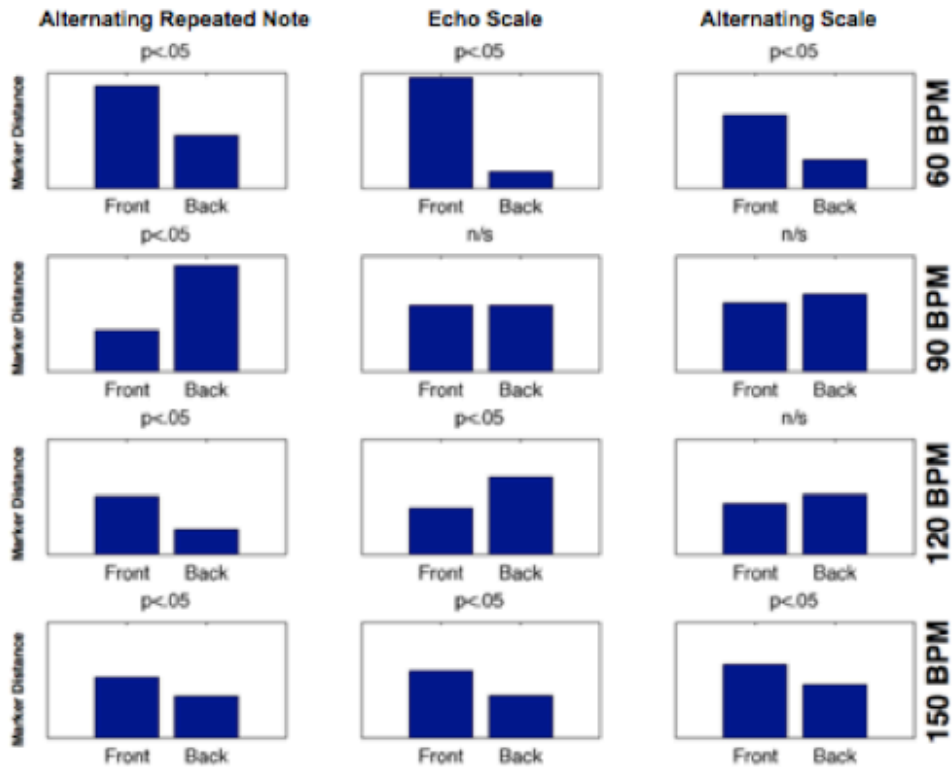 Alternating Repeated Note Echo Scale Alternating Scale
p<.05 p<.05 p<.05
Marker Distance
60 BPM
Front Back Front Back Front Back
p<.05 n/s n/s
Marker Distance
90 BPM
Front Back Front Back Front Back
p<.05 p<.05 n/s
Marker Distance
120 BPM
Front Back Front Back Front Back
p<.05 p<.05 p<.05
Marker Distance
150 BPM
Front Back Front Back Front Back